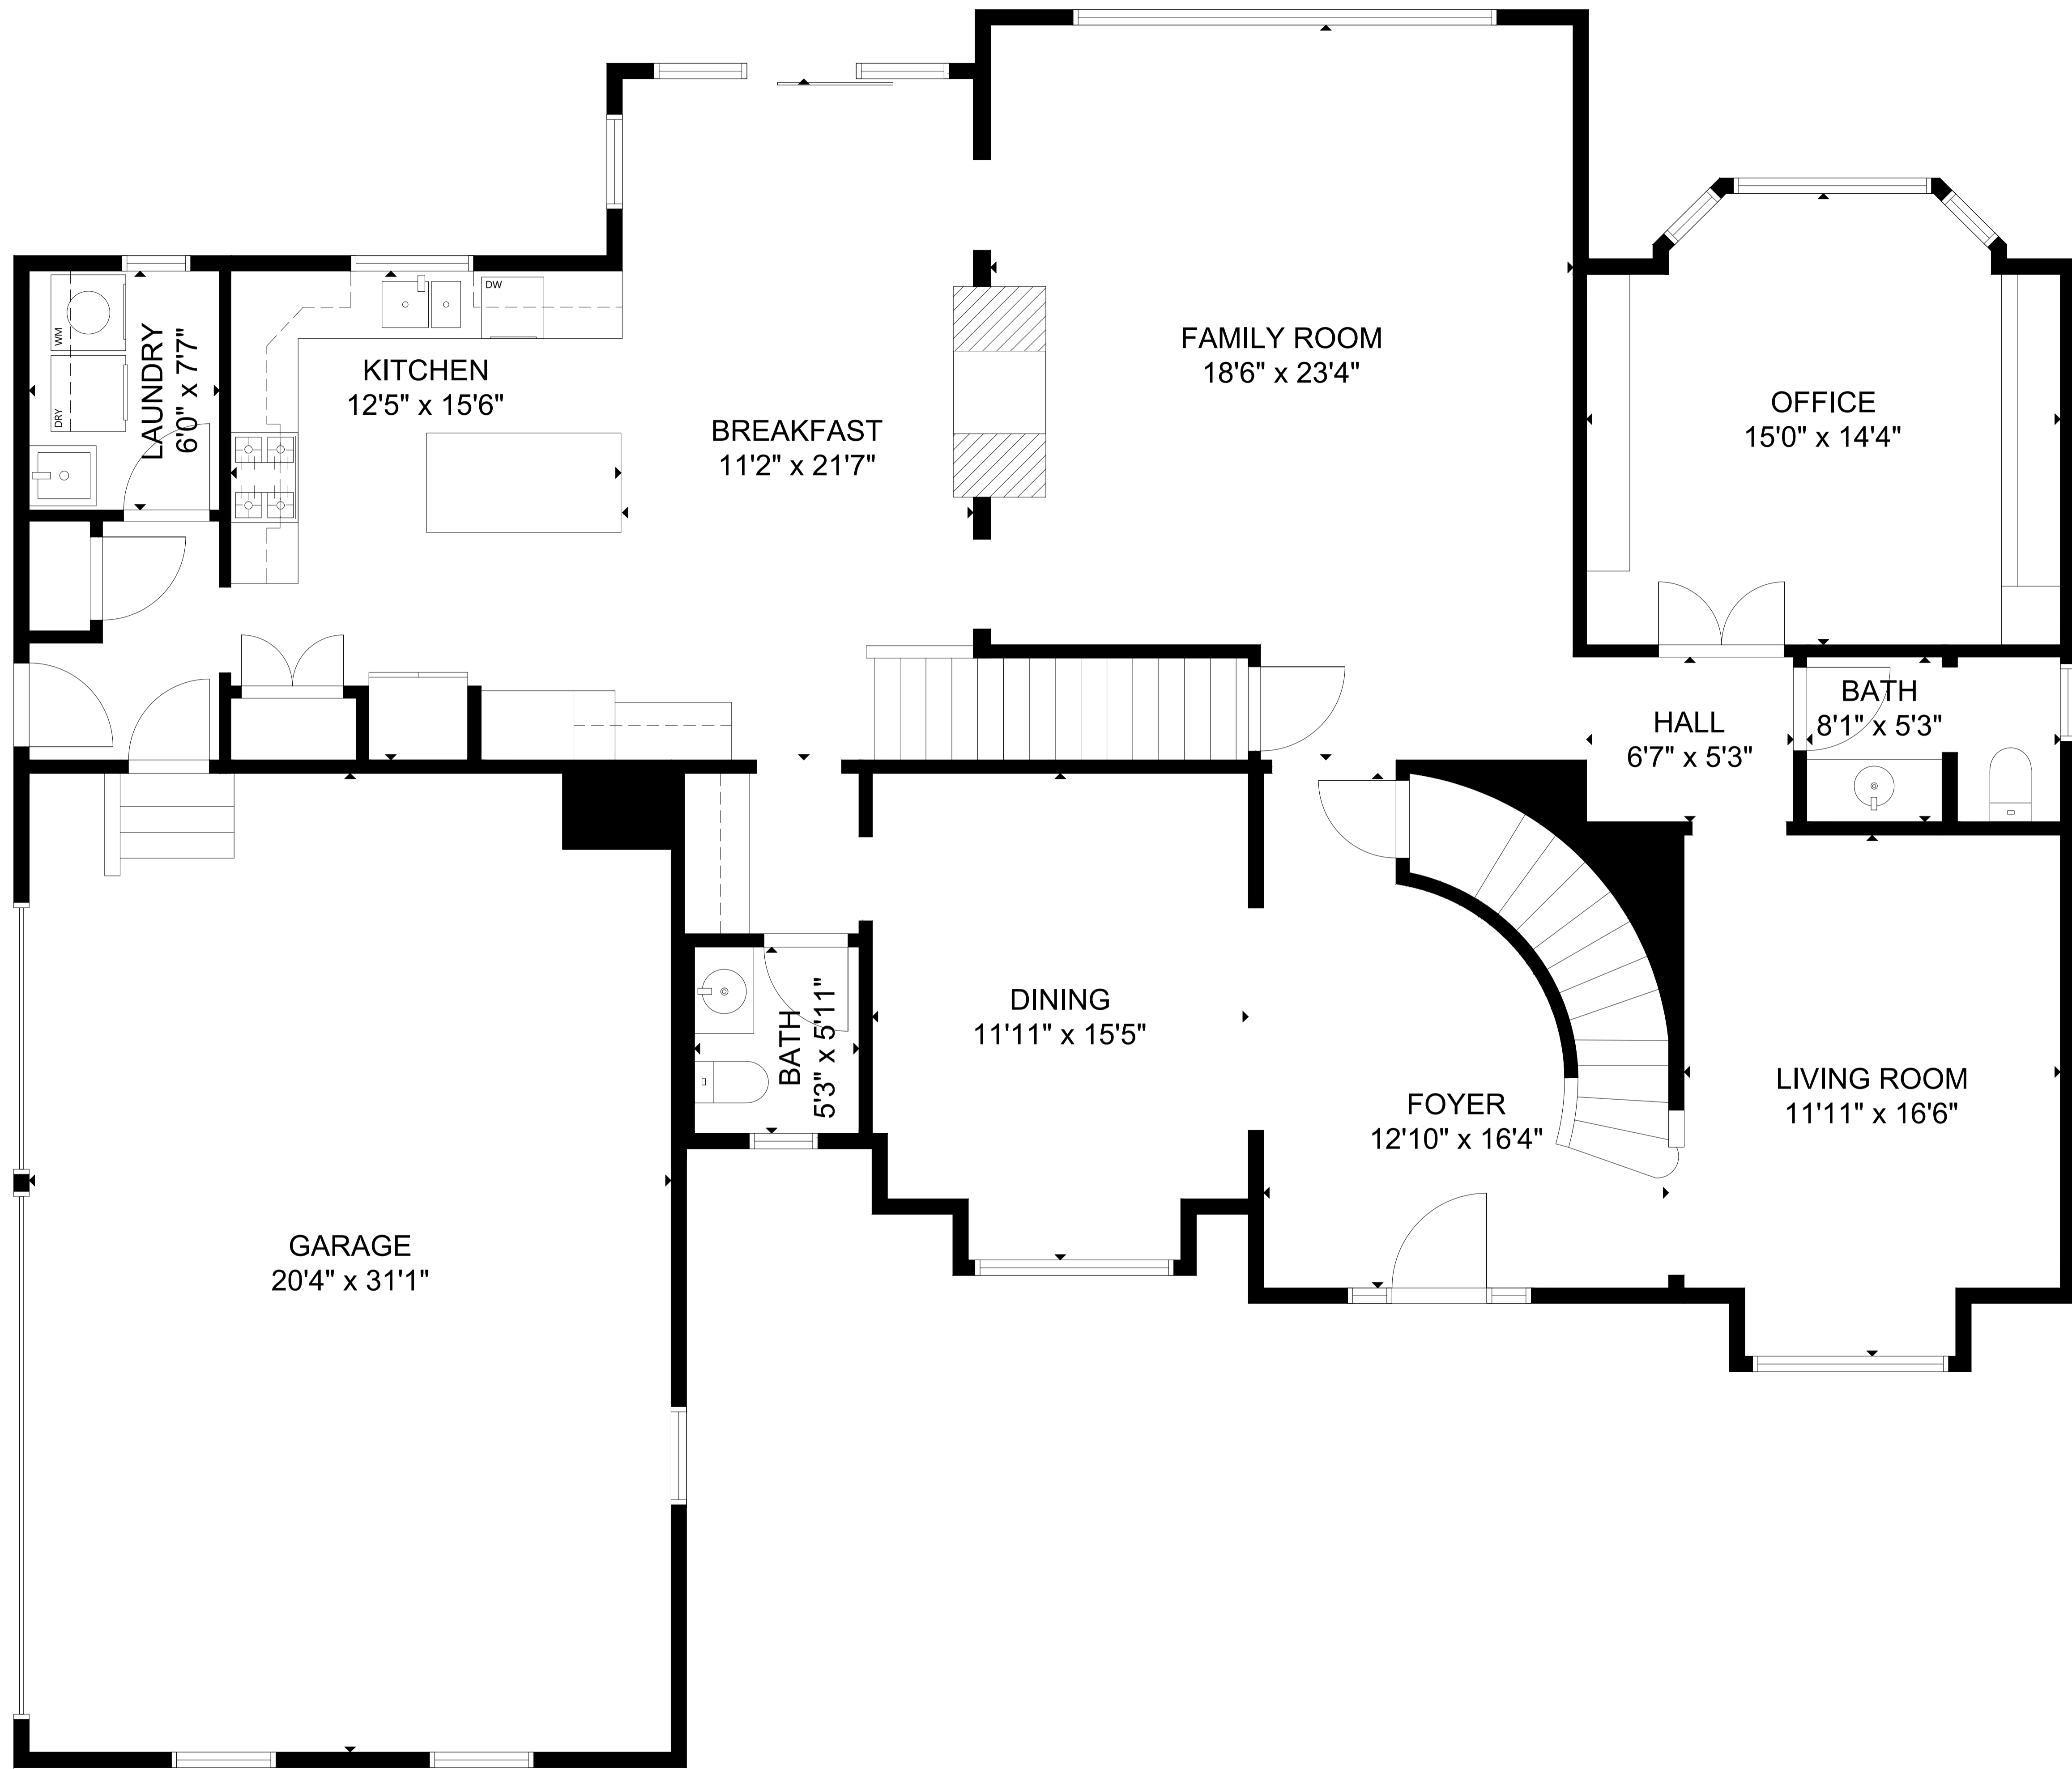 FAMILY ROOM
18'6" x 23'4"
DW
WM
DRY
LAUNDRY
6'0" x 7'7"
KITCHEN
12'5" x 15'6"
BREAKFAST
11'2" x 21'7"
OFFICE
15'0" x 14'4"
HALL
6'7" x 5'3"
BATH
8'1" x 5'3"
DINING
11'11" x 15'5"
BATH
5'3" x 5'11"
FOYER
12'10" x 16'4"
LIVING ROOM
11'11" x 16'6"
GARAGE
20'4" x 31'1"